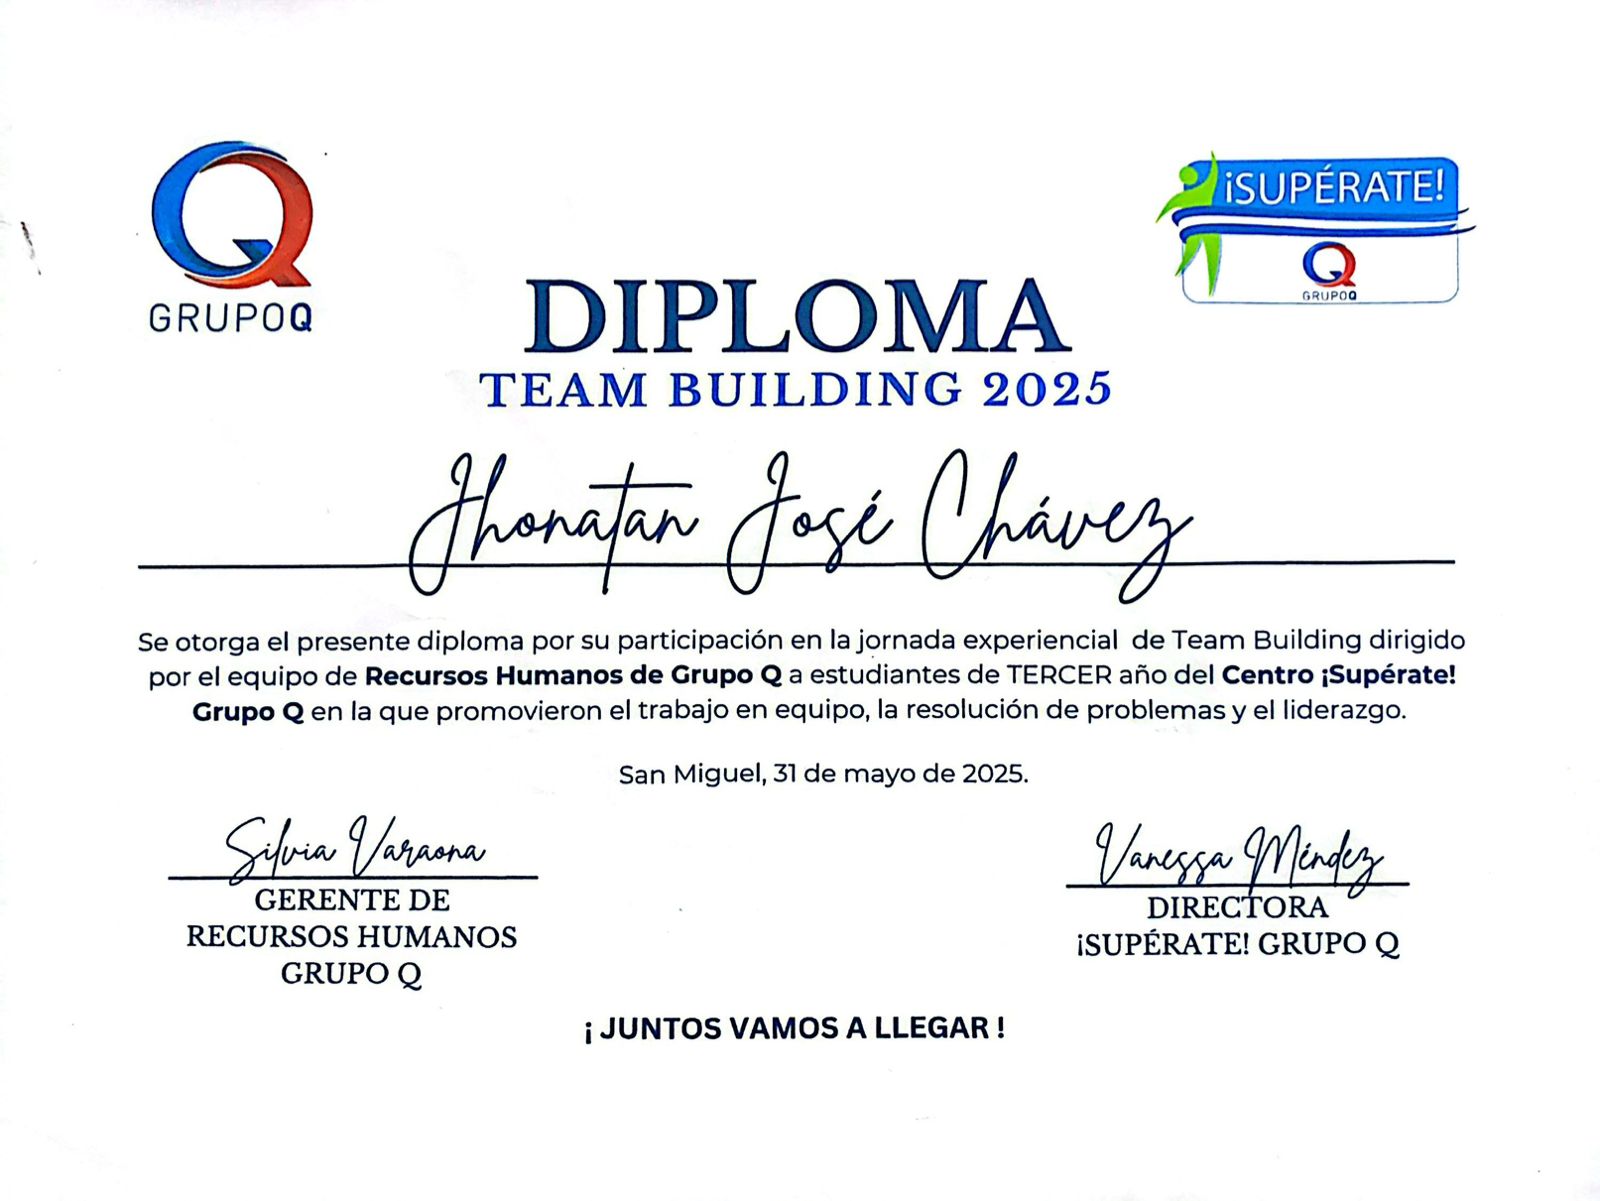 GRUPOQ
¡SUPÉRATE!
GRUPOQ
DIPLOMA
TEAM BUILDING 2025
Jhonatan José Chávez
Se otorga el presente diploma por su participación en la jornada experiencial de Team Building dirigido
por el equipo de Recursos Humanos de Grupo Q a estudiantes de TERCER año del Centro ¡Supérate!
Grupo Q en la que promovieron el trabajo en equipo, la resolución de problemas y el liderazgo.
San Miguel, 31 de mayo de 2025.
Silvia Varaona
GERENTE DE
RECURSOS HUMANOS
GRUPO Q
Vanessa Méndez
DIRECTORA
¡SUPÉRATE! GRUPO Q
¡ JUNTOS VAMOS A LLEGAR !